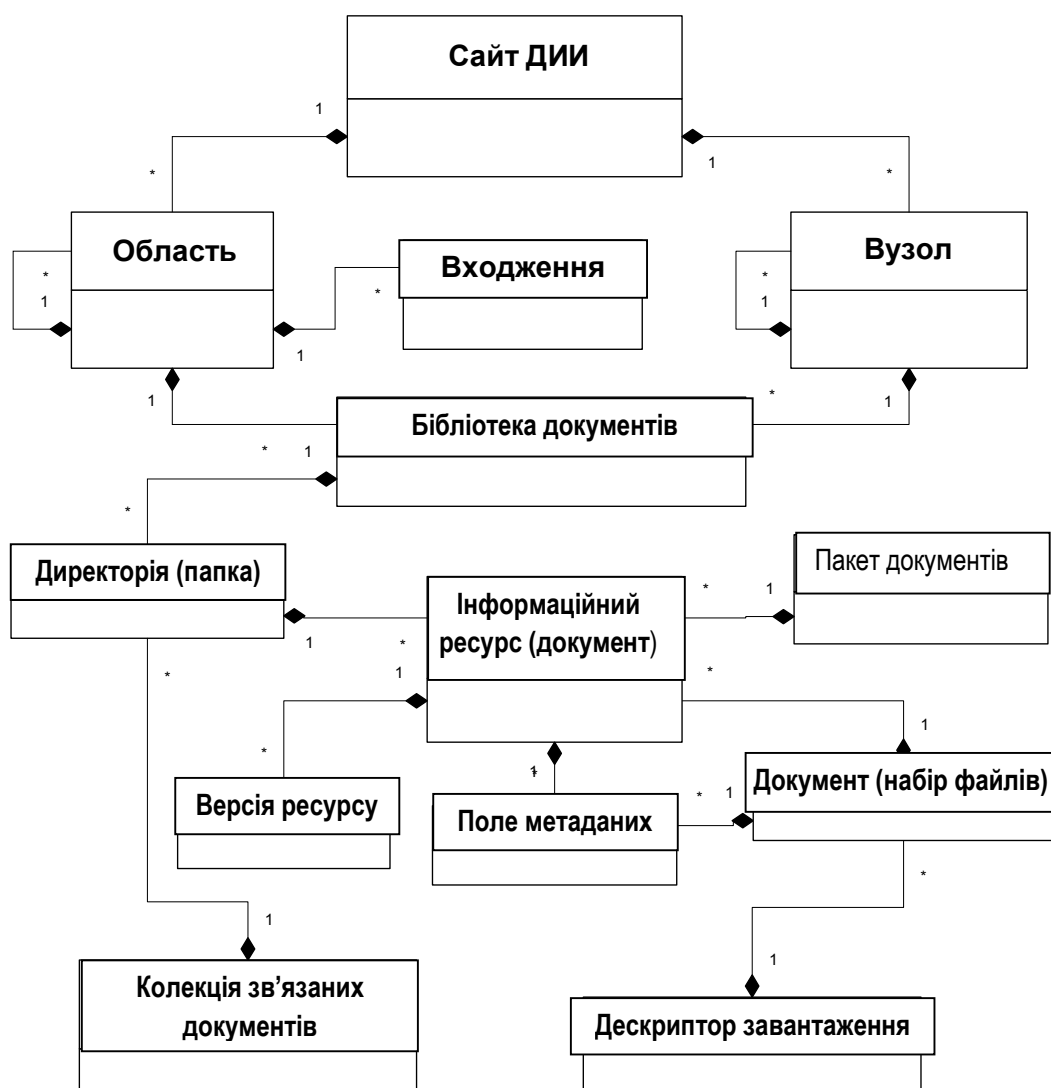 Сайт ДИИ
1
1
*
*
Область
Вузол
Входження
*
1
*
1
*
1
1
*
1
Бібліотека документів
*
1
*
1
*
Директорія (папка)
Пакет документів
Інформаційний
ресурс (документ)
*
1
1
*
1
*
*
1
*
1
*
Версія ресурсу
Поле метаданих
*
1
Документ (набір файлів)
*
1
1
Колекція зв’язаних
документів
Дескриптор завантаження